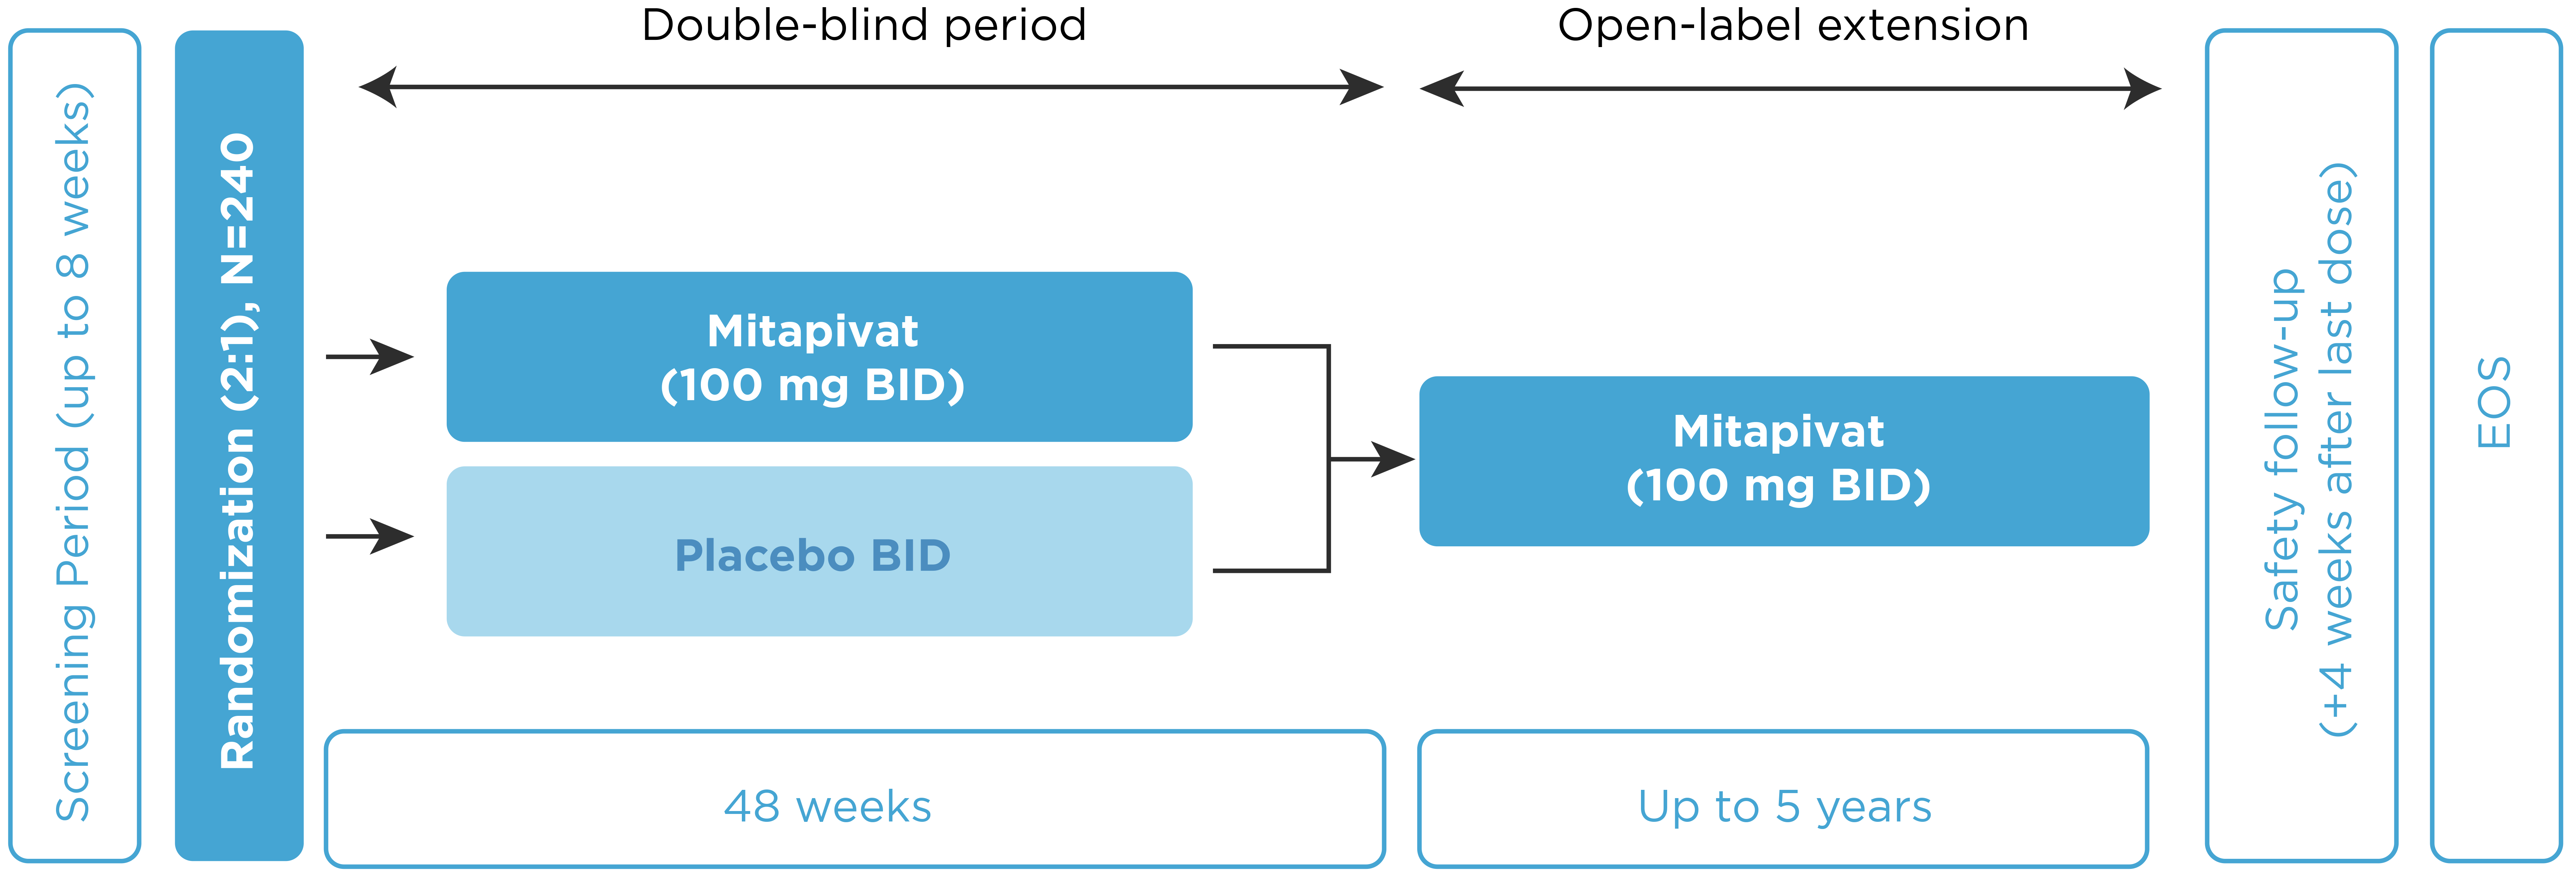 Double-blind period
Open-label extension
Screening Period (up to 8 weeks)
Randomization (2:1), N=240
Mitapivat
(100 mg BID)
Placebo BID
Mitapivat
(100 mg BID)
48 weeks
Up to 5 years
Safety follow-up
(+4 weeks after last dose)
EOS